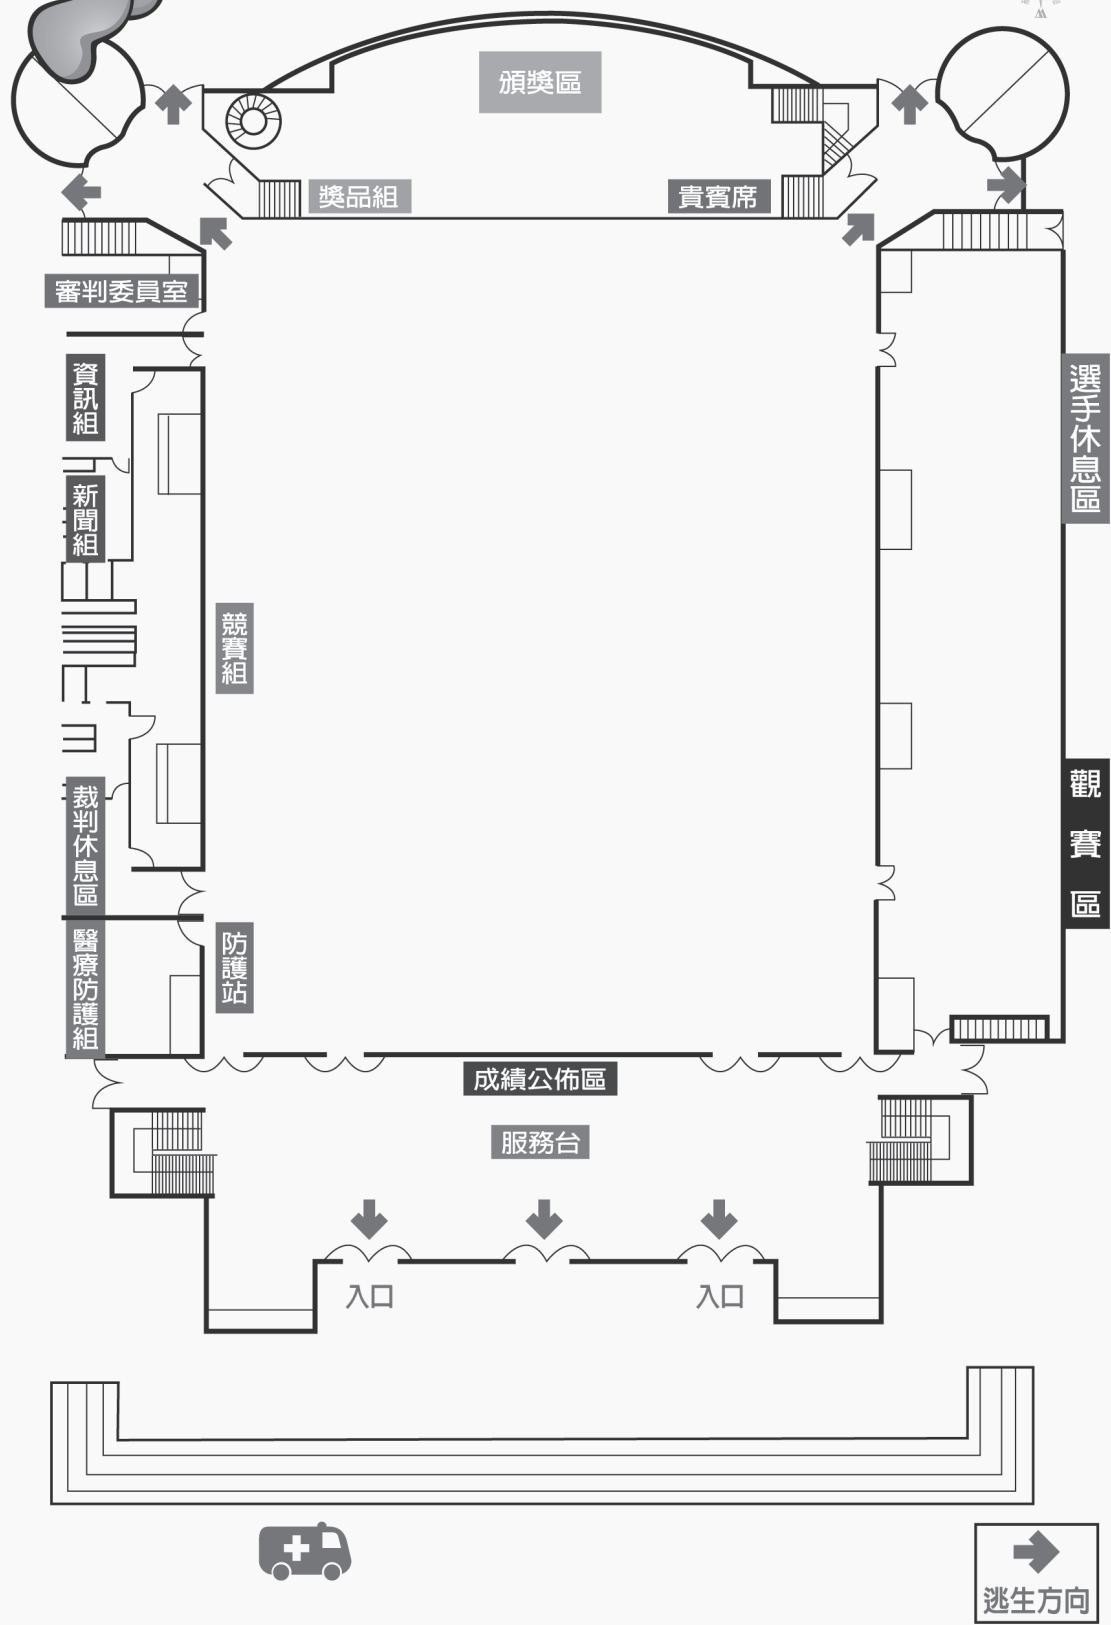 頒獎區
獎品組
貴賓席
審判委員室
資訊組
選手休息區
新聞組
競賽組
觀賽區
裁判休息區
防護站
醫療防護組
成績公佈區
服務台
入口
入口
逃生方向